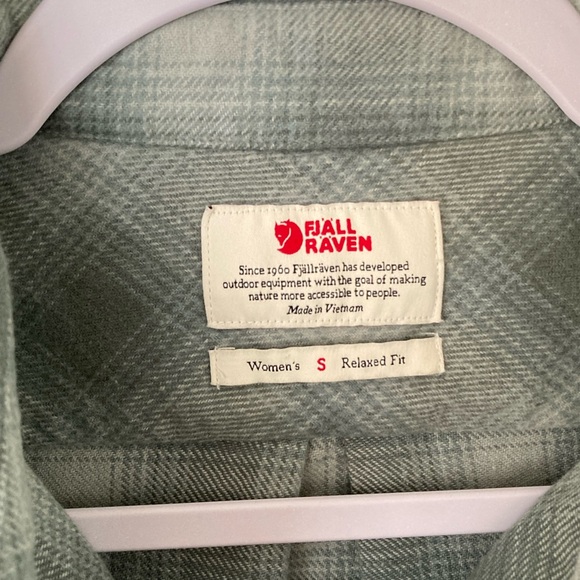 FJÄLL
RÄVEN
Since 1960 Fjällräven has developed
outdoor equipment with the goal of making
nature more accessible to people.
Made in Vietnam
Women's S Relaxed Fit